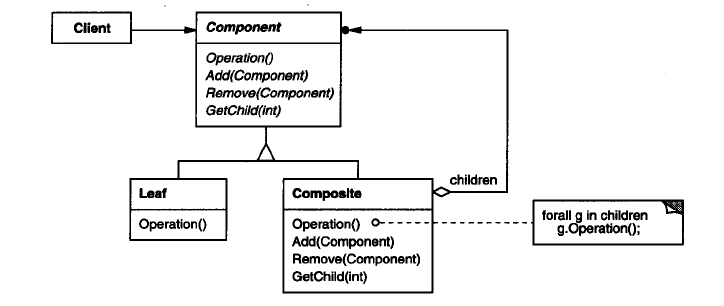 Client
Component
Operation()
Add(Component)
Remove(Component)
GetChild(int)
Leaf
Operation()
Composite
Operation()
Add(Component)
Remove(Component)
GetChild(int)
children
forall g in children
g.Operation();